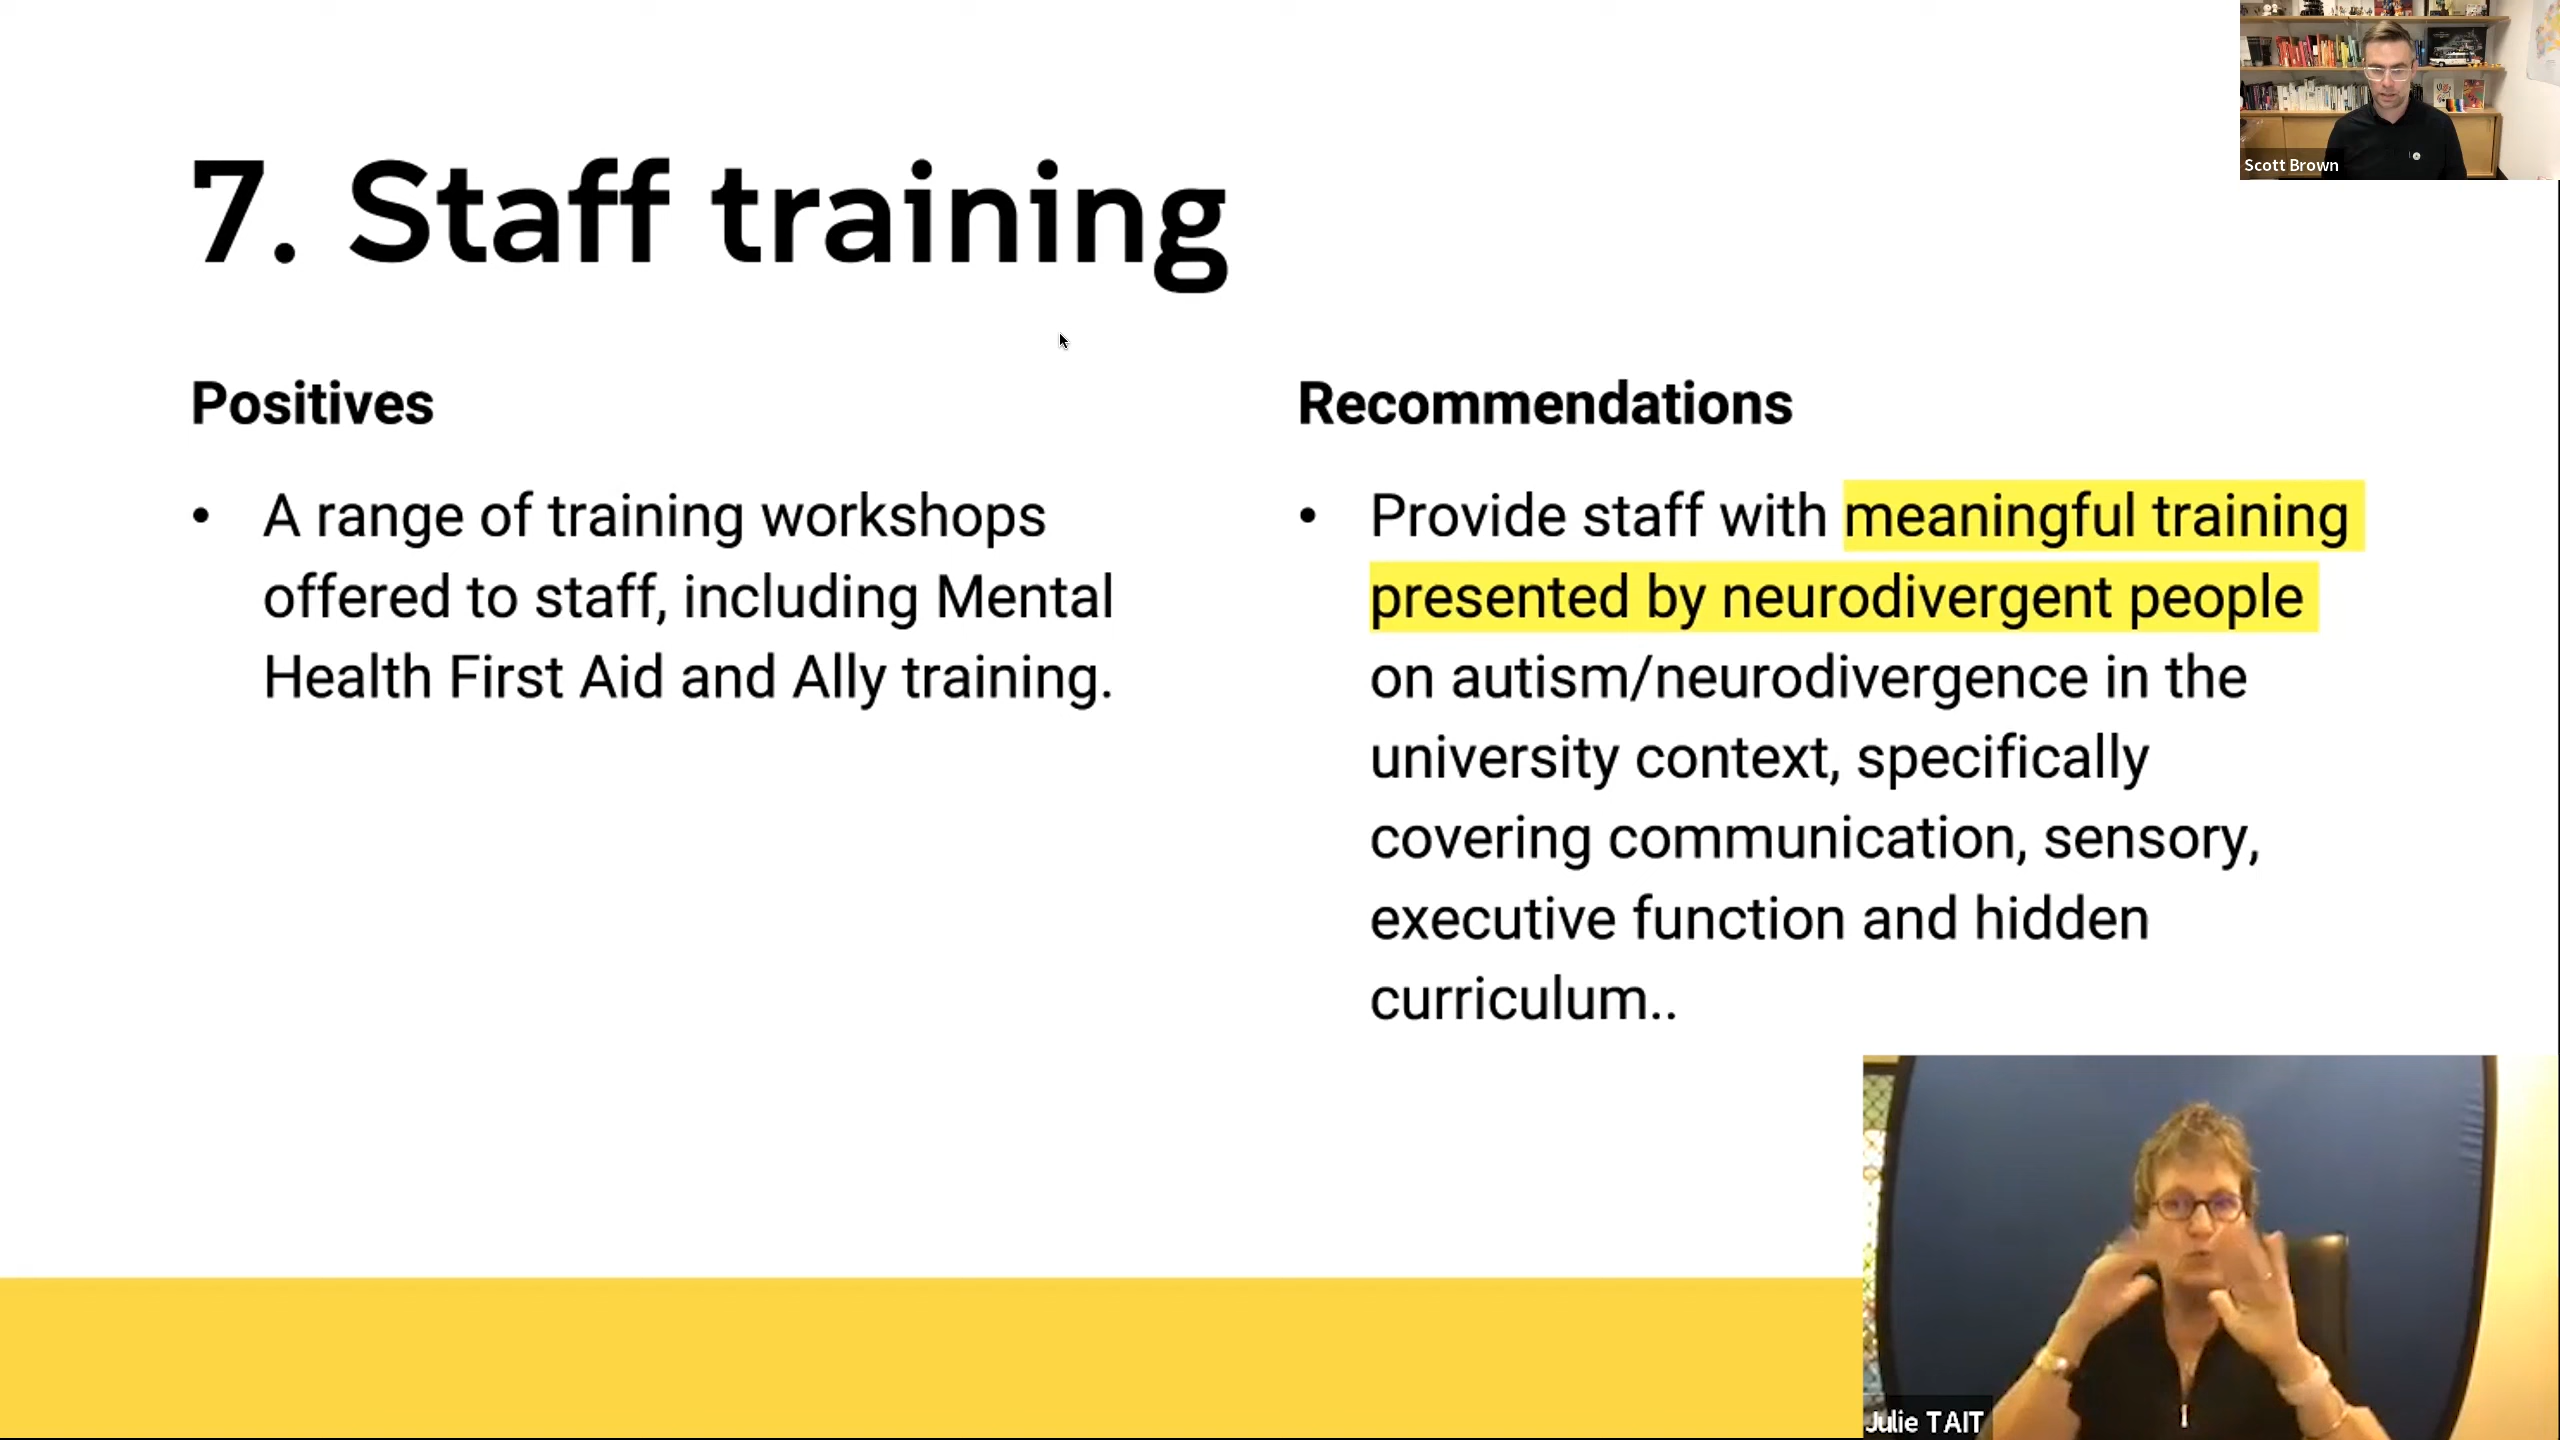 7. Staff training
Positives
• A range of training workshops
offered to staff, including Mental
Health First Aid and Ally training.
Recommendations
• Provide staff with meaningful training
presented by neurodivergent people
on autism/neurodivergence in the
university context, specifically
covering communication, sensory,
executive function and hidden
curriculum..
Scott Brown
Julie TAIT